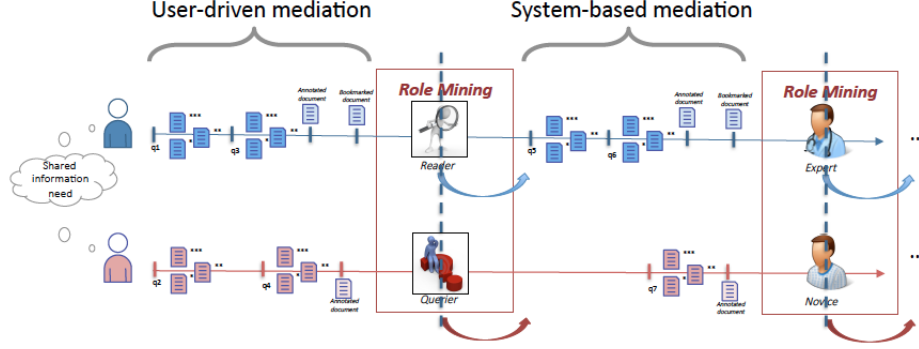 User-driven mediation
System-based mediation
Annotated
document
Bookmarked
document
Annotated
document
Bookmarked
document
Role Mining
Role Mining
***
**
*
***
**
*
***
**
*
***
**
*
q1
q3
q5
q6
Reader
Expert
...
Shared
information
need
***
**
*
***
**
*
***
**
*
q2
q4
q7
Annotated
document
Annotated
document
Querier
Novice
...